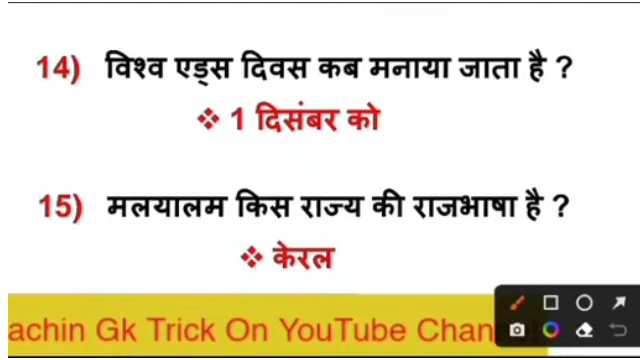 14) विश्व एड्स दिवस कब मनाया जाता है ?
❖ 1 दिसंबर को
15) मलयालम किस राज्य की राजभाषा है ?
❖ केरल
achin Gk Trick On YouTube Chan